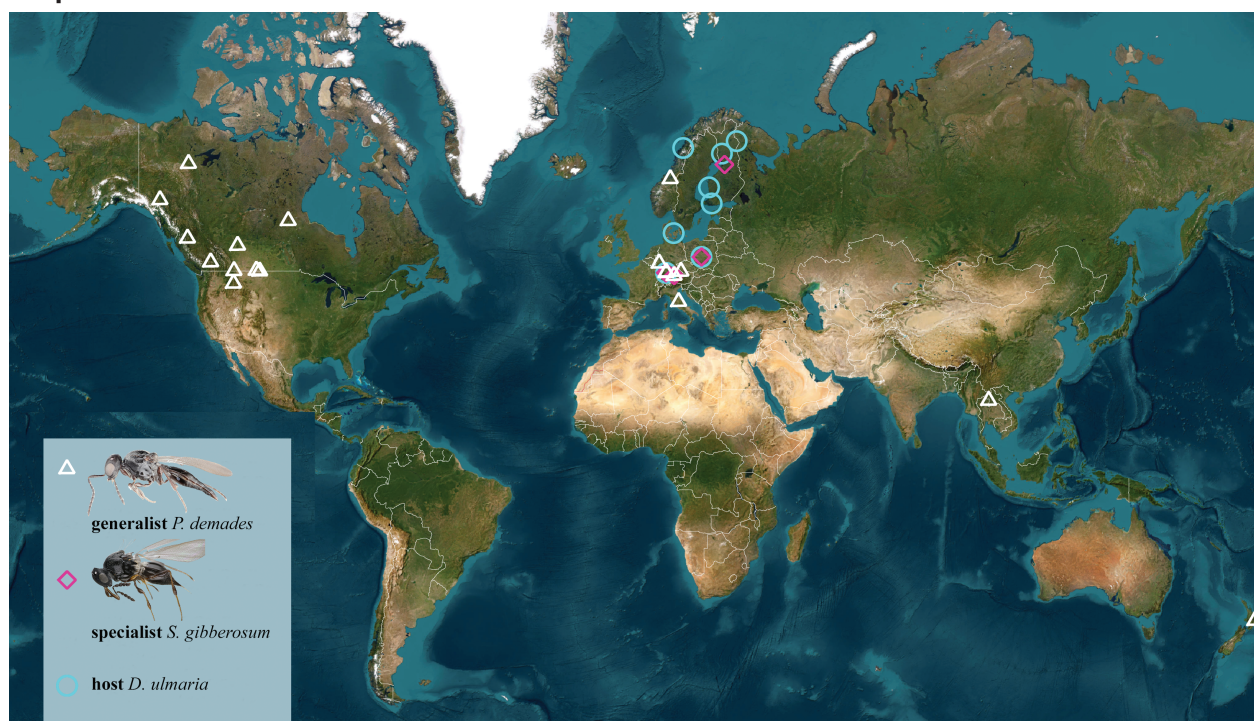 generalist P. demades
specialist S. gibberosum
host D. ulmaria